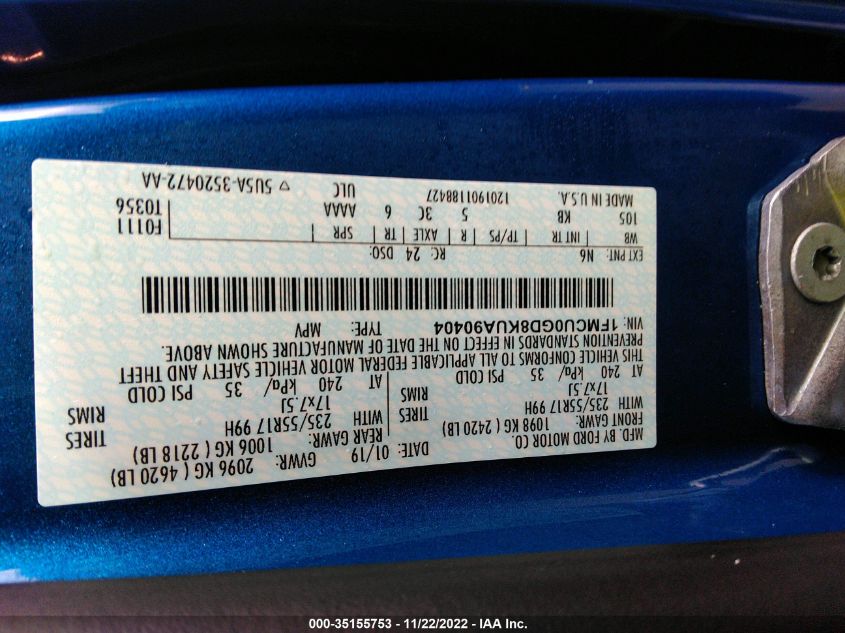 MFD. BY FORD MOTOR CO.
DATE: 01/19 GVWR: 2096 KG ( 4620 LB)
FRONT GAWR: 1098 KG ( 2420 LB) REAR GAWR: 1006 KG ( 2218 LB)
WITH 235/55R17 99H TIRES WITH 235/55R17 99H TIRES
17x7.5J RIMS 17x7.5J RIMS
AT 240 kPa/ 35 PSI COLD AT 240 kPa/ 35 PSI COLD
THIS VEHICLE CONFORMS TO ALL APPLICABLE FEDERAL MOTOR VEHICLE SAFETY AND THEFT
PREVENTION STANDARDS IN EFFECT ON THE DATE OF MANUFACTURE SHOWN ABOVE.
VIN: 1FMCU0GD8KUA90404 TYPE: MPV
EXT PNT: N6 RC: 24 DSO:
WB INT TR TP/PS R AXLE TR SPR F0111
105 KB 5 3C 6 AAAA T0356
MADE IN U.S.A. 1201901188427 ULC ▽ 5U5A-3520472-AA
000-35155753 - 11/22/2022 - IAA Inc.